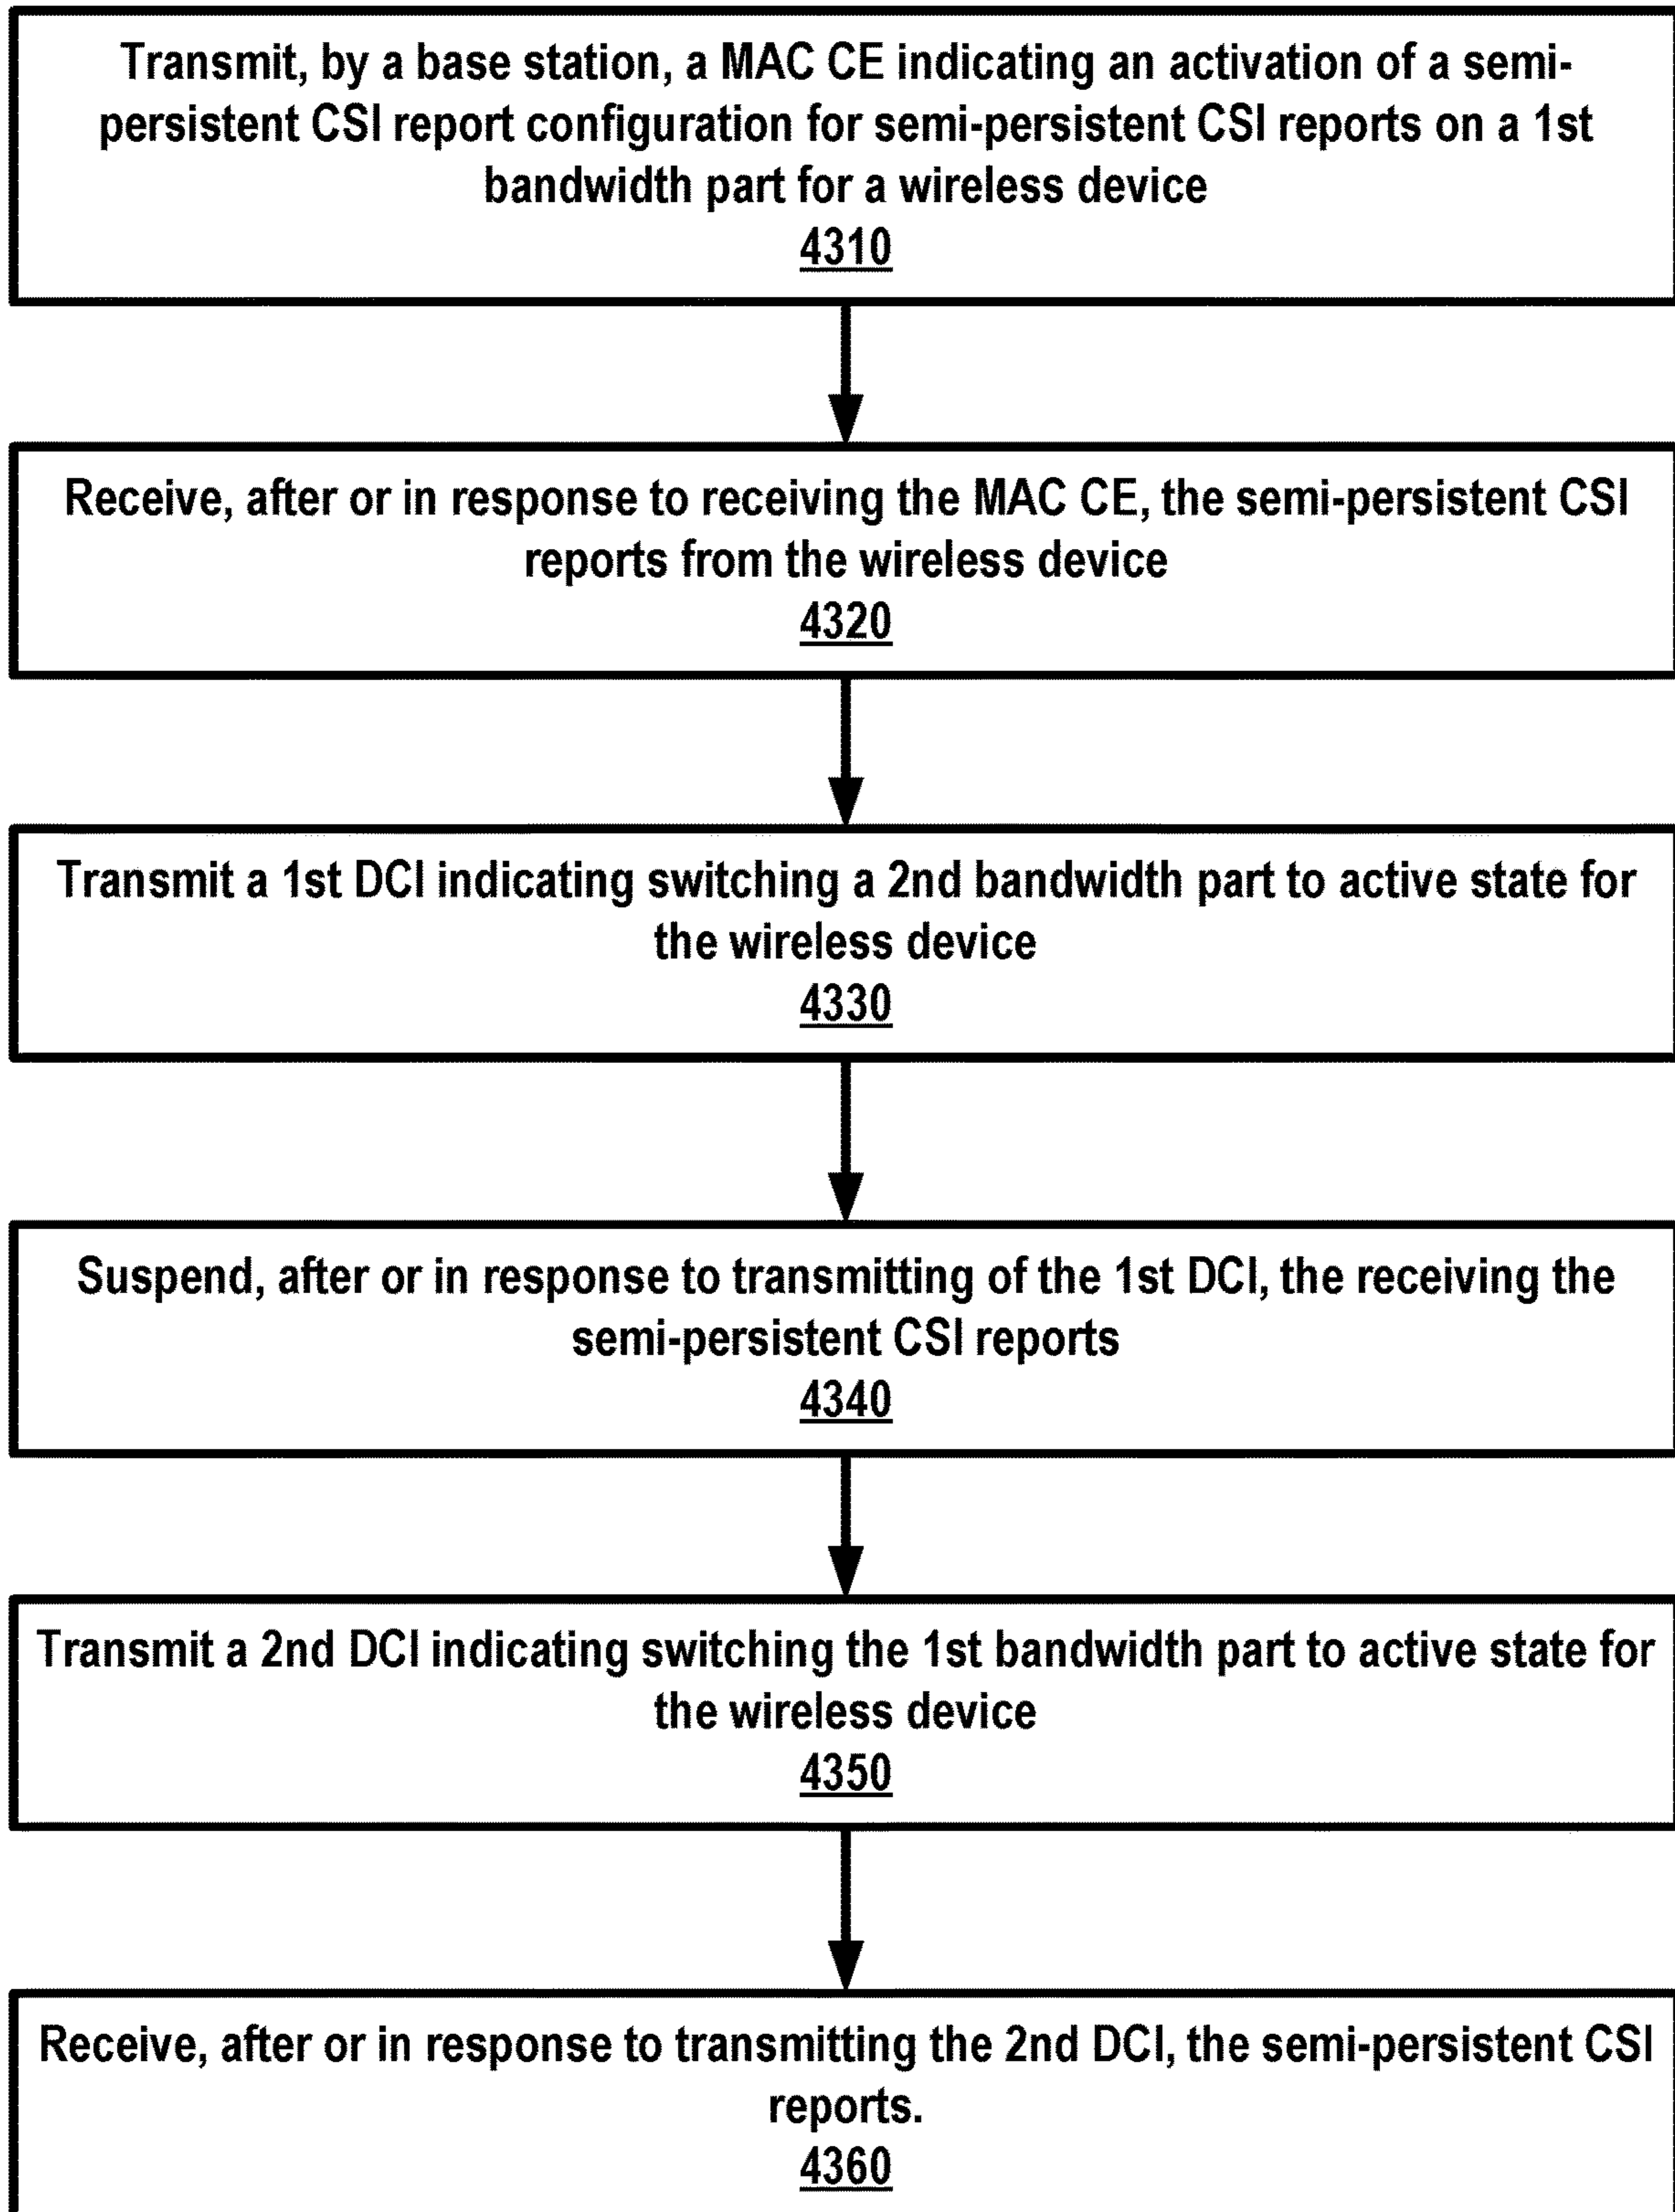 Transmit, by a base station, a MAC CE indicating an activation of a semi-
persistent CSI report configuration for semi-persistent CSI reports on a 1st
bandwidth part for a wireless device
4310
Receive, after or in response to receiving the MAC CE, the semi-persistent CSI
reports from the wireless device
4320
Transmit a 1st DCI indicating switching a 2nd bandwidth part to active state for
the wireless device
4330
Suspend, after or in response to transmitting of the 1st DCI, the receiving the
semi-persistent CSI reports
4340
Transmit a 2nd DCI indicating switching the 1st bandwidth part to active state for
the wireless device
4350
Receive, after or in response to transmitting the 2nd DCI, the semi-persistent CSI
reports.
4360